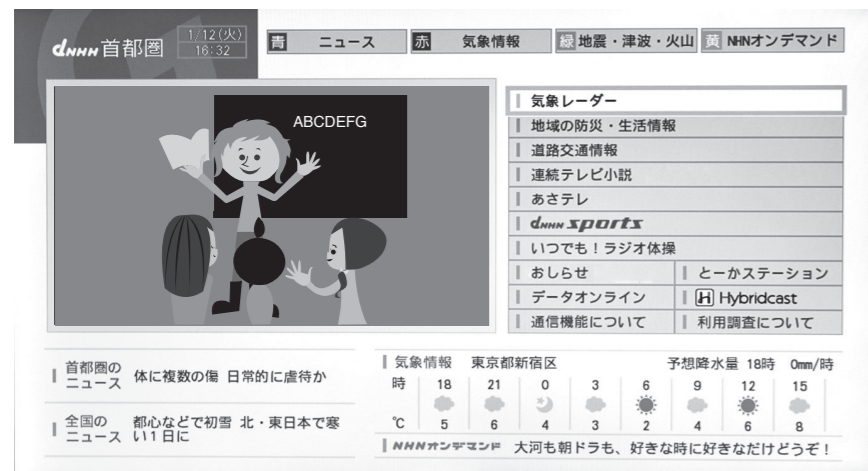 dNHN 首都圏
1/12(火)
16:32
青 ニュース
赤 気象情報
緑 地震・津波・火山
黄 NHNオンデマンド
ABCDEFG
気象レーダー
地域の防災・生活情報
道路交通情報
連続テレビ小説
あさテレ
dNHN sports
いつでも!ラジオ体操
おしらせ
とーかステーション
データオンライン
H Hybridcast
通信機能について
利用調査について
首都圏の
ニュース
体に複数の傷 日常的に虐待か
全国の
ニュース
都心などで初雪 北・東日本で寒
い1日に
気象情報 東京都新宿区 予想降水量 18時 0mm/時
時 18 21 0 3 6 9 12 15
℃ 5 6 4 3 2 4 6 8
NHNオンデマンド 大河も朝ドラも、好きな時に好きなだけどうぞ!